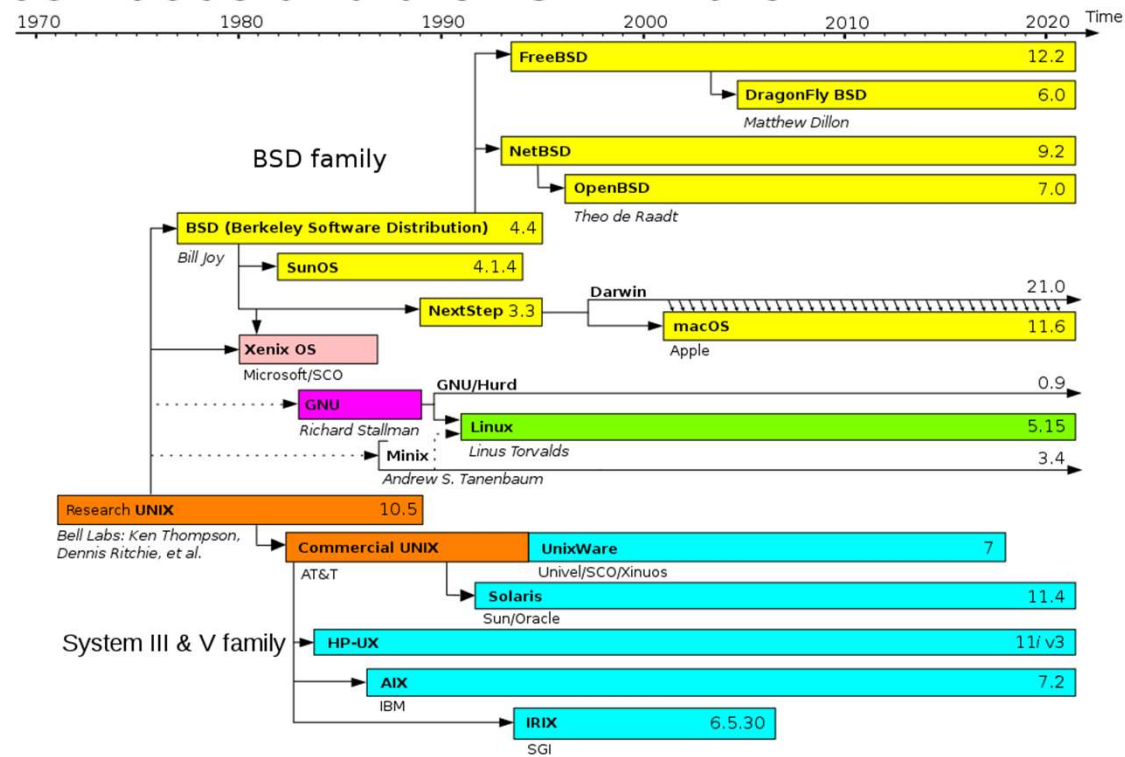 1970 1980 1990 2000 2010 2020 Time
FreeBSD 12.2
DragonFly BSD 6.0
Matthew Dillon
NetBSD 9.2
BSD family
OpenBSD 7.0
Theo de Raadt
BSD (Berkeley Software Distribution) 4.4
Bill Joy
SunOS 4.1.4
Darwin 21.0
NextStep 3.3
macOS 11.6
Apple
Xenix OS
Microsoft/SCO
GNU/Hurd 0.9
GNU
Richard Stallman
Linux 5.15
Linus Torvalds
Minix 3.4
Andrew S. Tanenbaum
Research UNIX 10.5
Bell Labs: Ken Thompson,
Dennis Ritchie, et al.
Commercial UNIX UnixWare 7
AT&T Univel/SCO/Xinuos
Solaris 11.4
Sun/Oracle
System III & V family
HP-UX 11i v3
AIX 7.2
IBM
IRIX 6.5.30
SGI